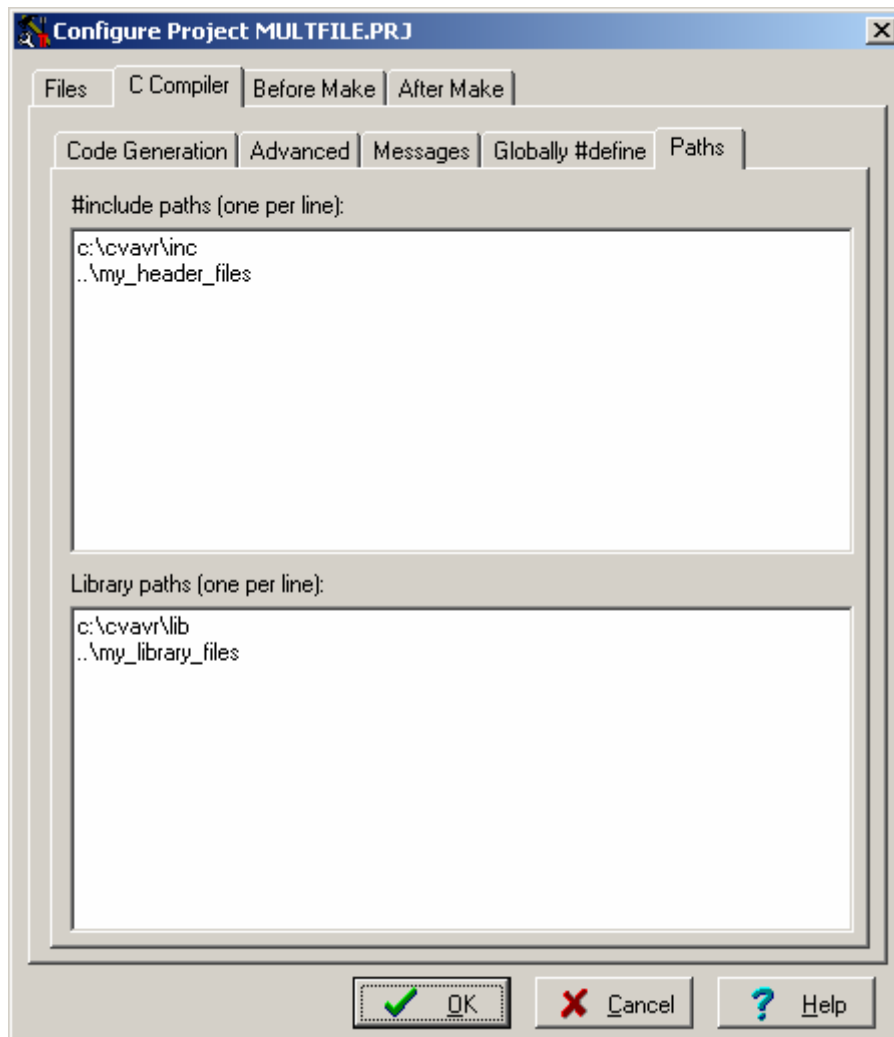 Configure Project MULTFILE.PRJ
Files C Compiler Before Make After Make
Code Generation Advanced Messages Globally #define Paths
#include paths (one per line):
c:\cvavr\inc
..\my_header_files
Library paths (one per line):
c:\cvavr\lib
..\my_library_files
OK Cancel Help